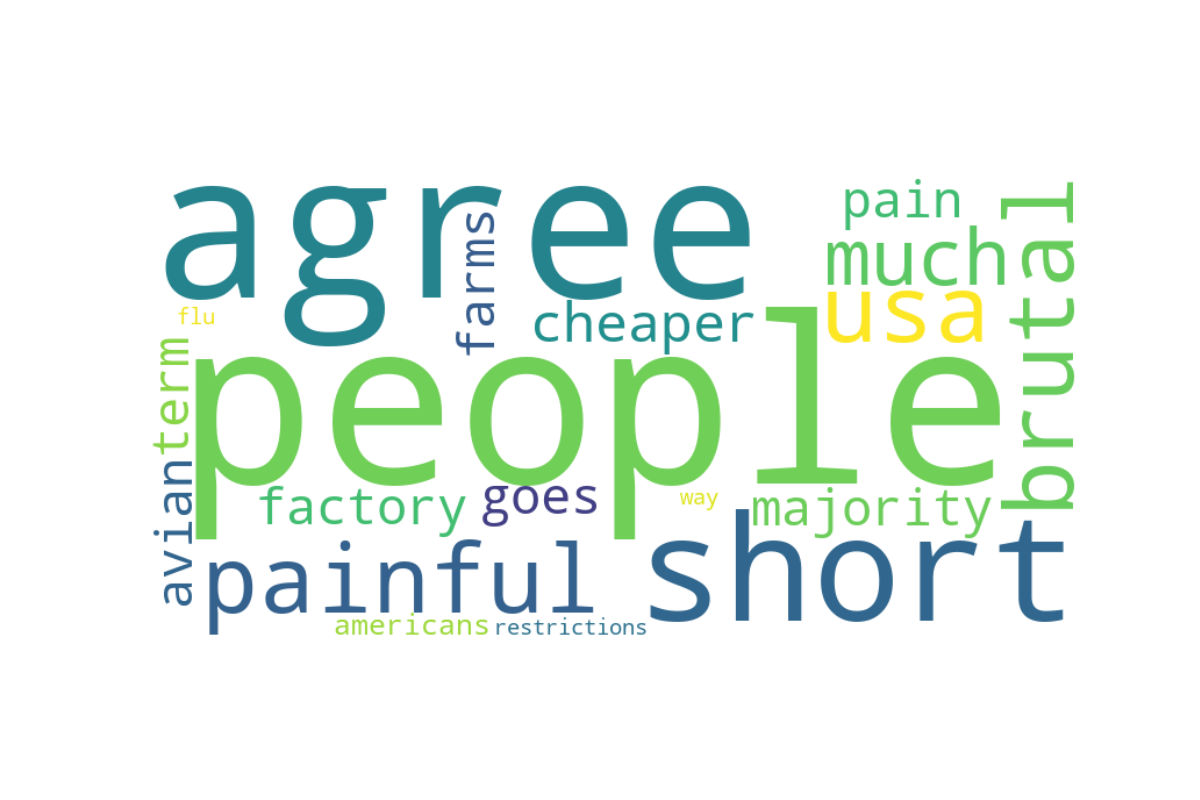 agree
pain
much
usa
brutal
farms
cheaper
flu
people
term
avian
factory
goes
way
majority
painful
short
americans
restrictions